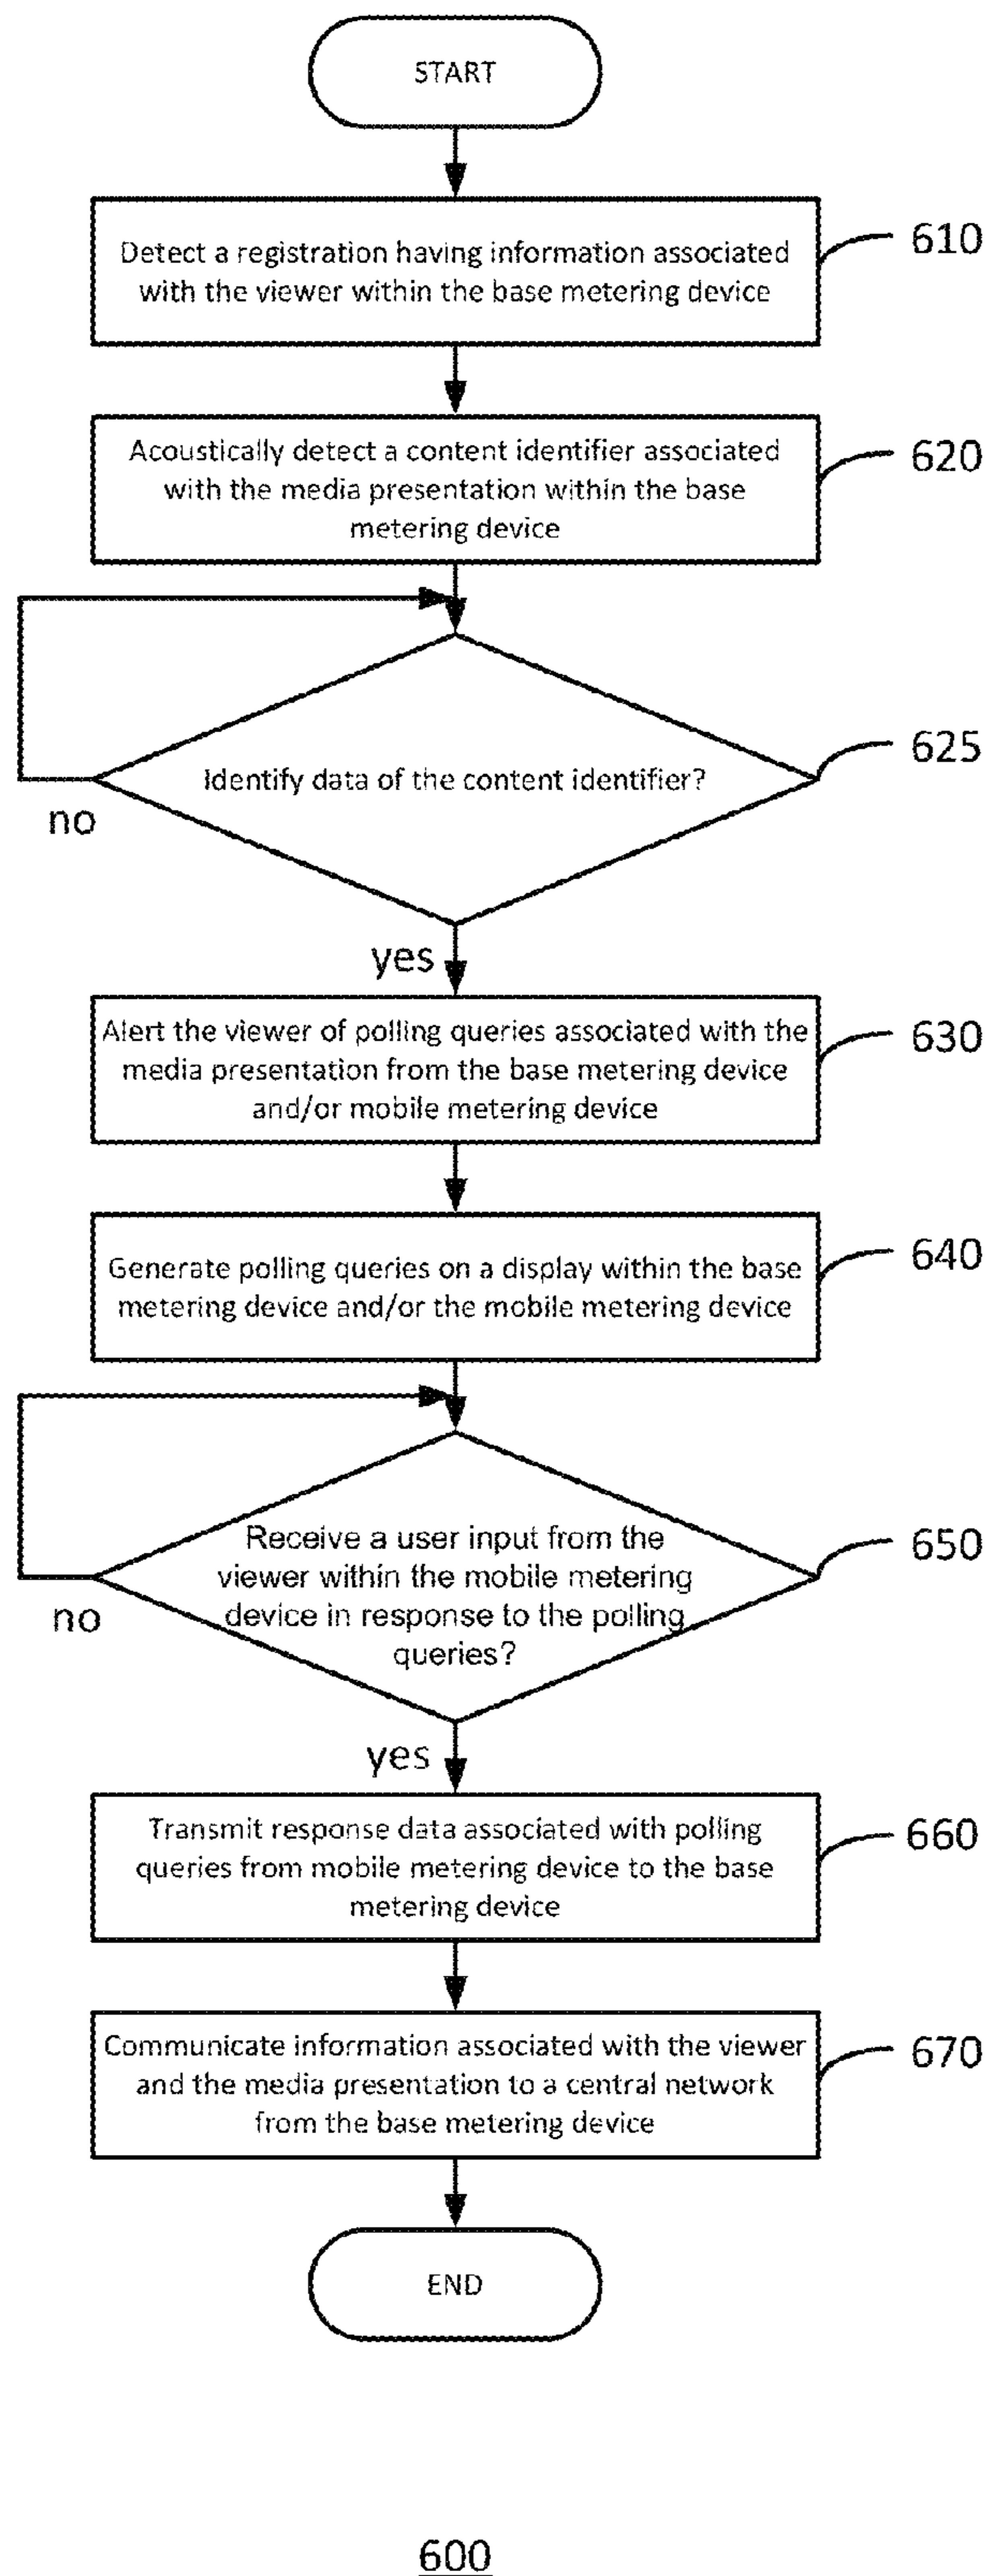 START
Detect a registration having information associated
with the viewer within the base metering device
610
Acoustically detect a content identifier associated
with the media presentation within the base
metering device
620
Identify data of the content identifier?
625
no
yes
Alert the viewer of polling queries associated with the
media presentation from the base metering device
and/or mobile metering device
630
Generate polling queries on a display within the base
metering device and/or the mobile metering device
640
Receive a user input from the
viewer within the mobile metering
device in response to the polling
queries?
650
no
yes
Transmit response data associated with polling
queries from mobile metering device to the base
metering device
660
Communicate information associated with the viewer
and the media presentation to a central network
from the base metering device
670
END
600